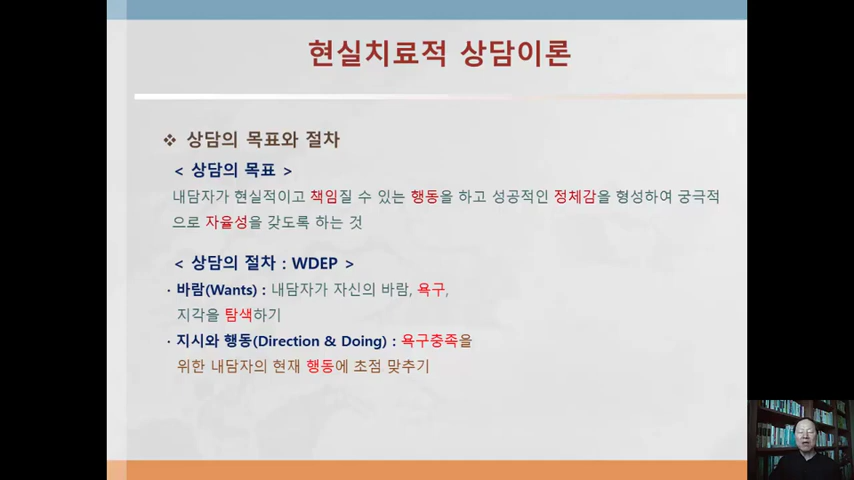 현실치료적 상담이론
❖ 상담의 목표와 절차
< 상담의 목표 >
내담자가 현실적이고 책임질 수 있는 행동을 하고 성공적인 정체감을 형성하여 궁극적
으로 자율성을 갖도록 하는 것
< 상담의 절차 : WDEP >
· 바람(Wants) : 내담자가 자신의 바람, 욕구,
지각을 탐색하기
· 지시와 행동(Direction & Doing) : 욕구충족을
위한 내담자의 현재 행동에 초점 맞추기